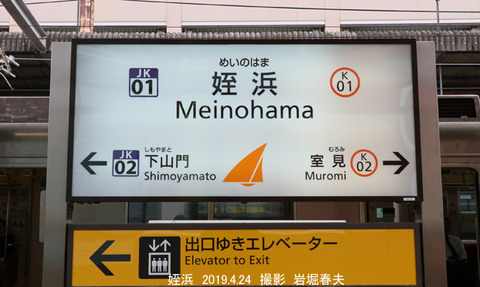 めいのはま
JK
01
姪浜
K
01
Meinohama
JK
02
しもやまと
下山門
Shimoyamato
むろみ
室見
Muromi
K
02
出口ゆきエレベーター
Elevator to Exit
姪浜 2019.4.24 撮影 岩堀春夫